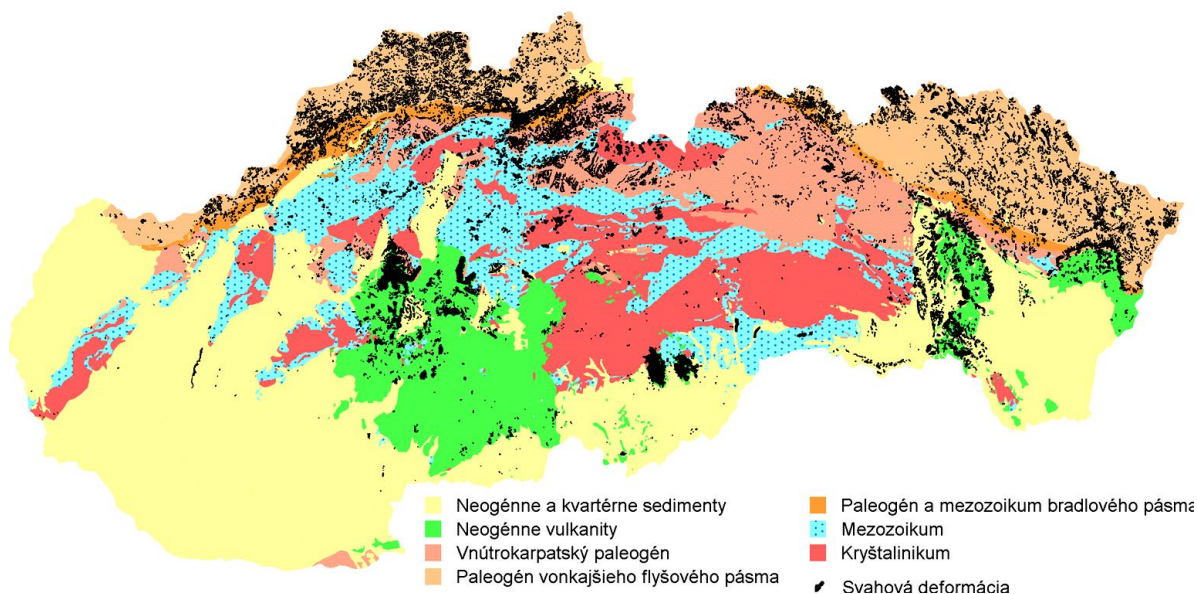 Neogénne a kvartérne sedimenty
Neogénne vulkanity
Vnútrokarpatský paleogén
Paleogén vonkajšieho flyšového pásma
Paleogén a mezozoikum bradlového pásma
Mezozoikum
Kryštalinikum
Svahová deformácia